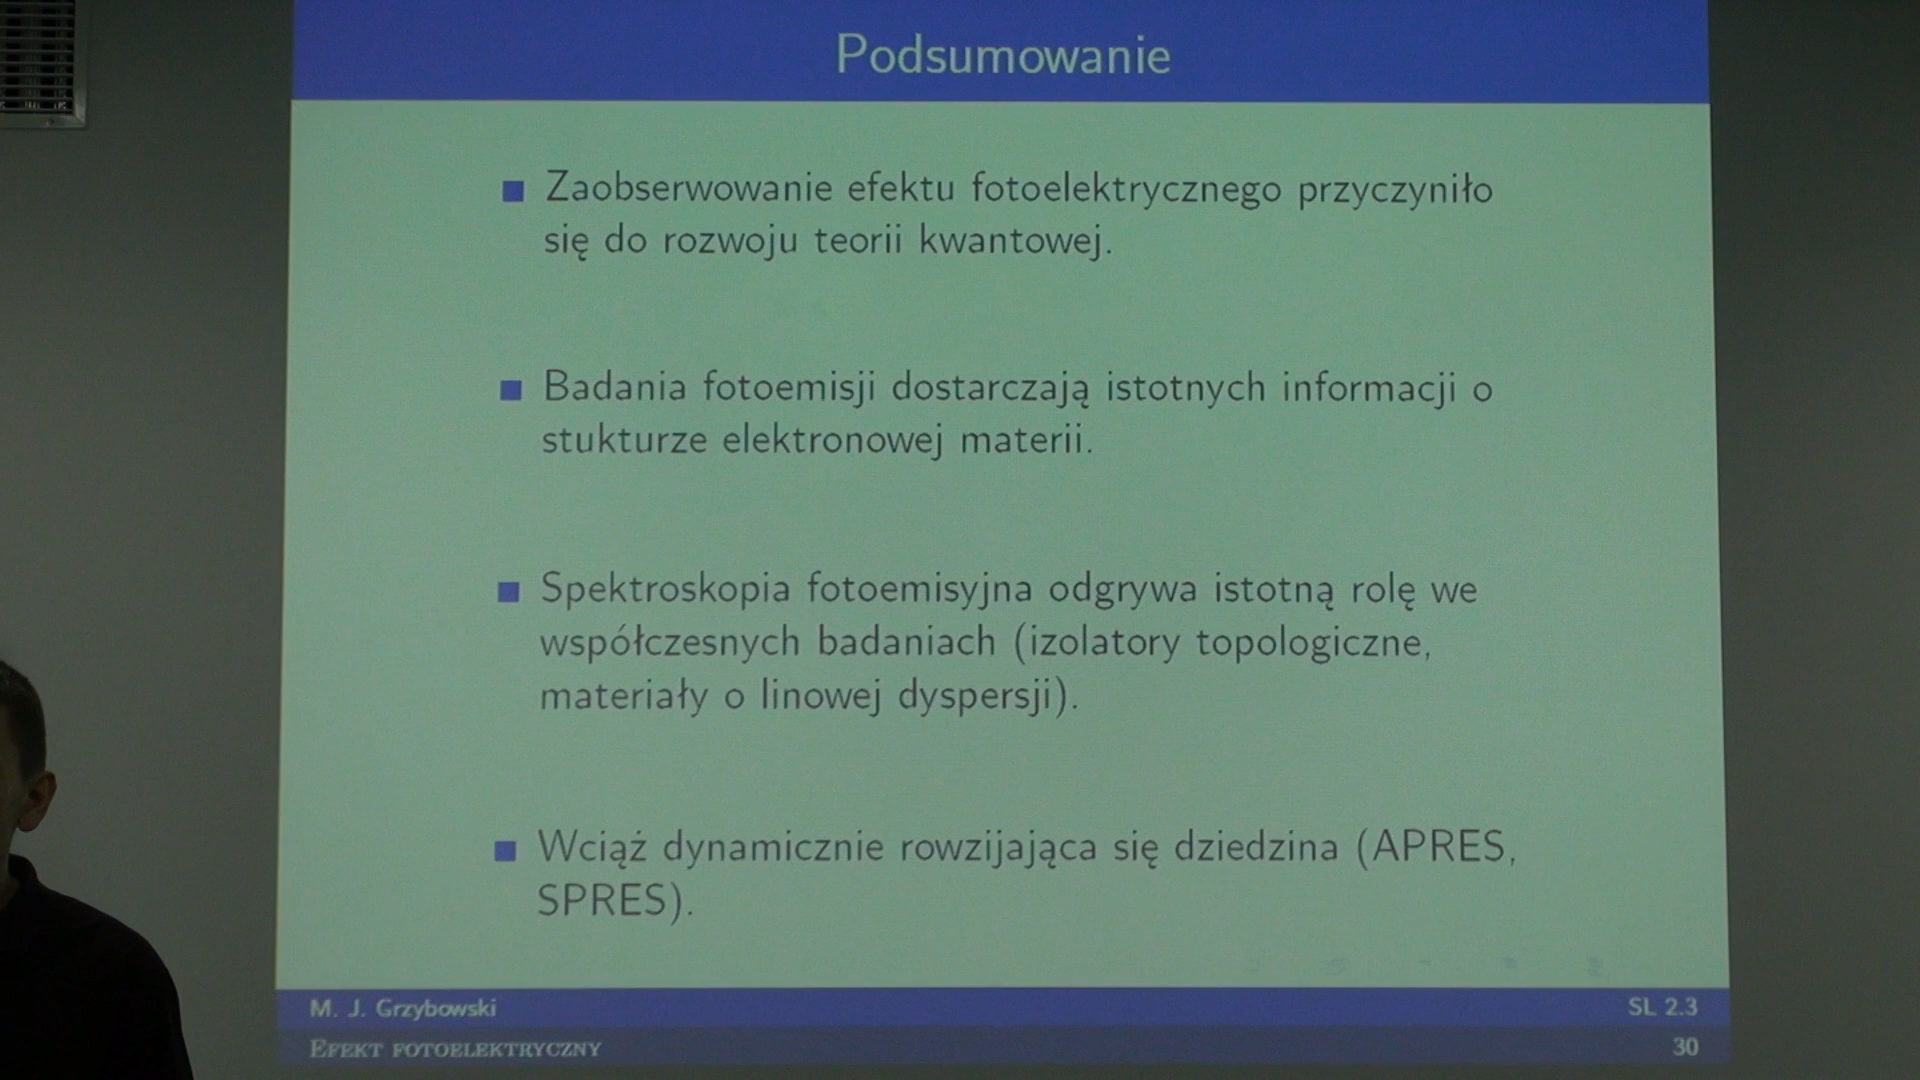 Podsumowanie
Zaobserwowanie efektu fotoelektrycznego przyczyniło
się do rozwoju teorii kwantowej.
Badania fotoemisji dostarczają istotnych informacji o
stukturze elektronowej materii.
Spektroskopia fotoemisyjna odgrywa istotną rolę we
współczesnych badaniach (izolatory topologiczne,
materiały o linowej dyspersji).
Wciąż dynamicznie rowzijająca się dziedzina (APRES,
SPRES).
M. J. Grzybowski
SL 2.3
Efekt fotoelektryczny
30